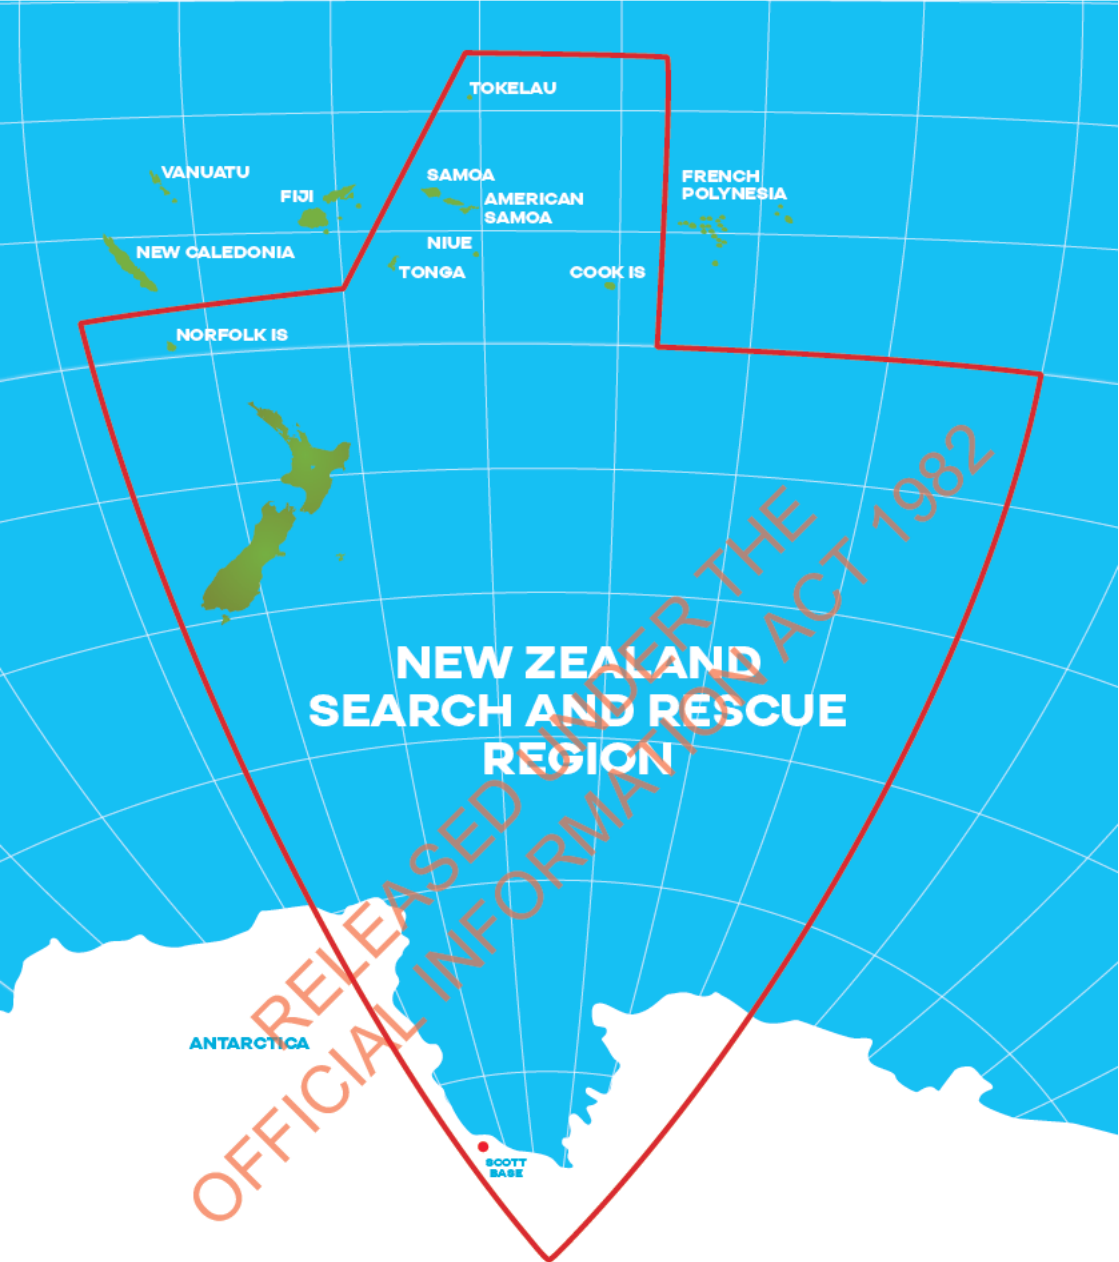 TOKELAU
VANUATU
SAMOA
FRENCH
POLYNESIA
FIJI
AMERICAN
SAMOA
NEW CALEDONIA
NIUE
TONGA
COOK IS
NORFOLK IS
NEW ZEALAND
SEARCH AND RESCUE
REGION
RELEASED UNDER THE
OFFICIAL INFORMATION ACT 1982
ANTARCTICA
SCOTT
BASE